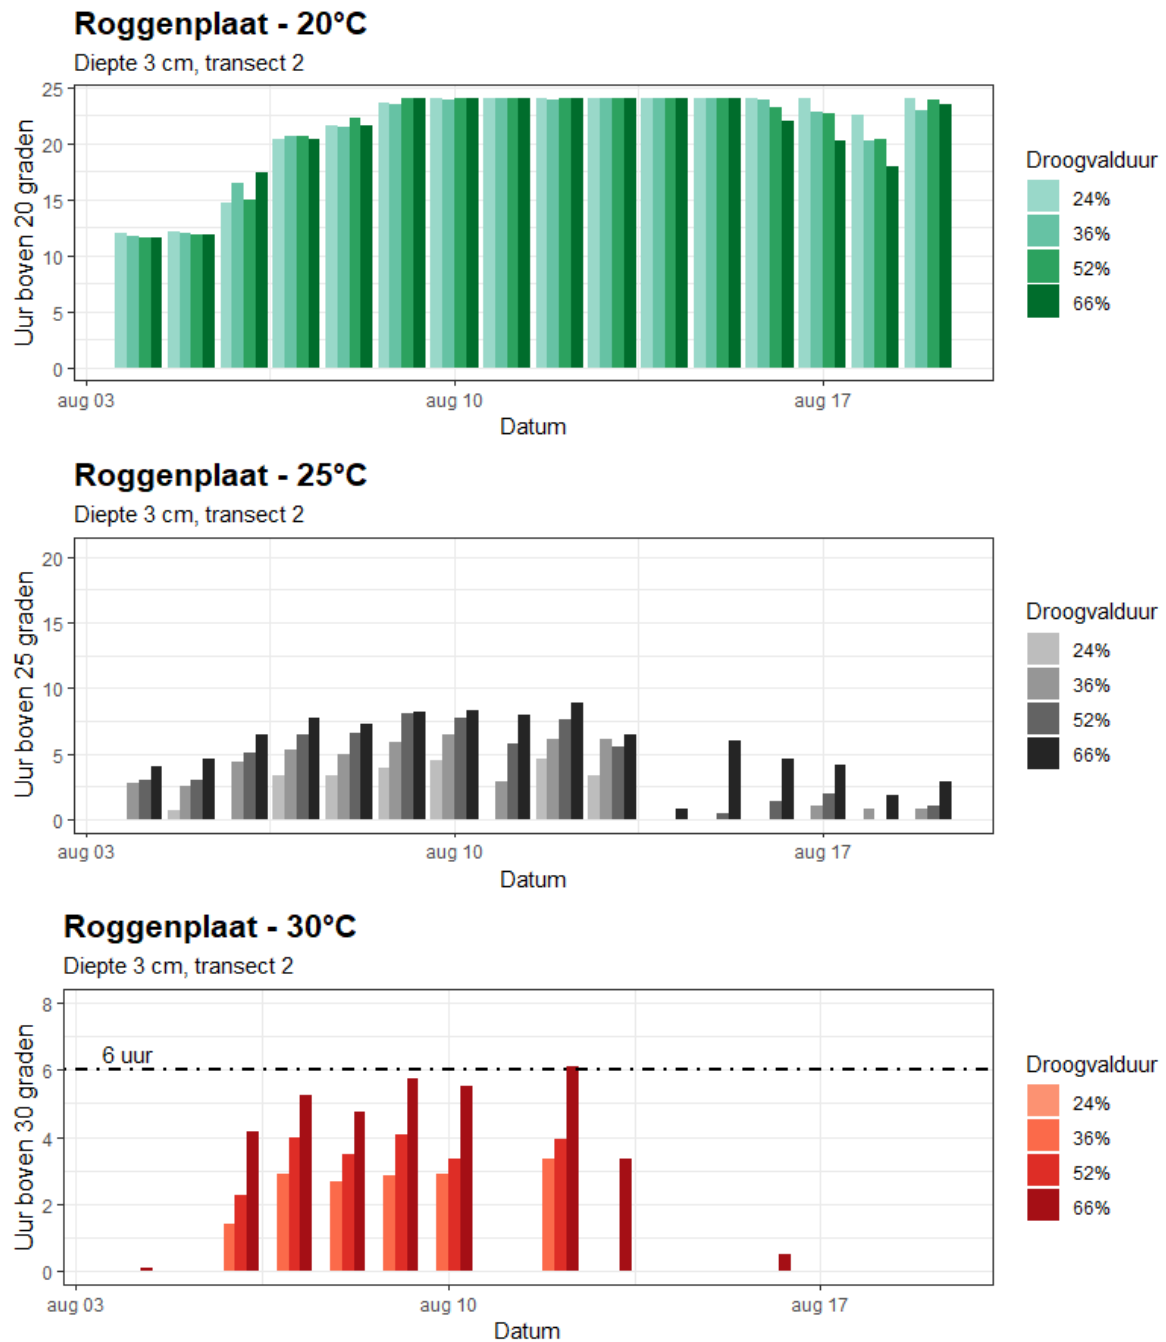 Roggenplaat - 20°C
Diepte 3 cm, transect 2
Uur boven 20 graden
25
20
15
10
5
0
aug 03
aug 10
aug 17
Datum
Droogvalduur
24%
36%
52%
66%
Roggenplaat - 25°C
Diepte 3 cm, transect 2
Uur boven 25 graden
20
15
10
5
0
aug 03
aug 10
aug 17
Datum
Droogvalduur
24%
36%
52%
66%
Roggenplaat - 30°C
Diepte 3 cm, transect 2
Uur boven 30 graden
8
6
4
2
0
6 uur
aug 03
aug 10
aug 17
Datum
Droogvalduur
24%
36%
52%
66%